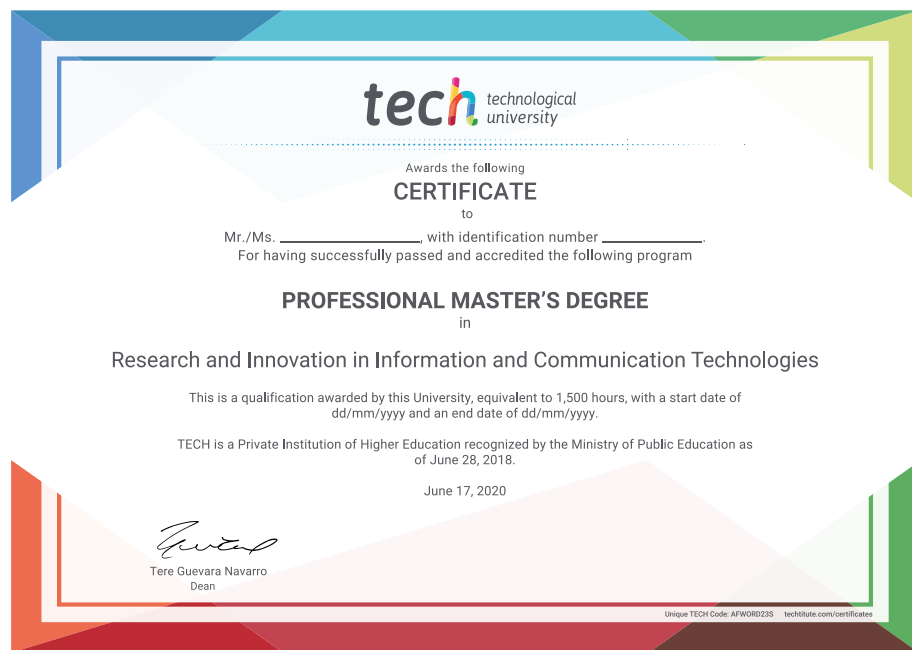 tech technological
university
Awards the following
CERTIFICATE
to
Mr./Ms. ____________________, with identification number ______________.
For having successfully passed and accredited the following program
PROFESSIONAL MASTER'S DEGREE
in
Research and Innovation in Information and Communication Technologies
This is a qualification awarded by this University, equivalent to 1,500 hours, with a start date of
dd/mm/yyyy and an end date of dd/mm/yyyy.
TECH is a Private Institution of Higher Education recognized by the Ministry of Public Education as
of June 28, 2018.
June 17, 2020
Tere Guevara Navarro
Dean
Unique TECH Code: AFWORD23S techtitute.com/certificates